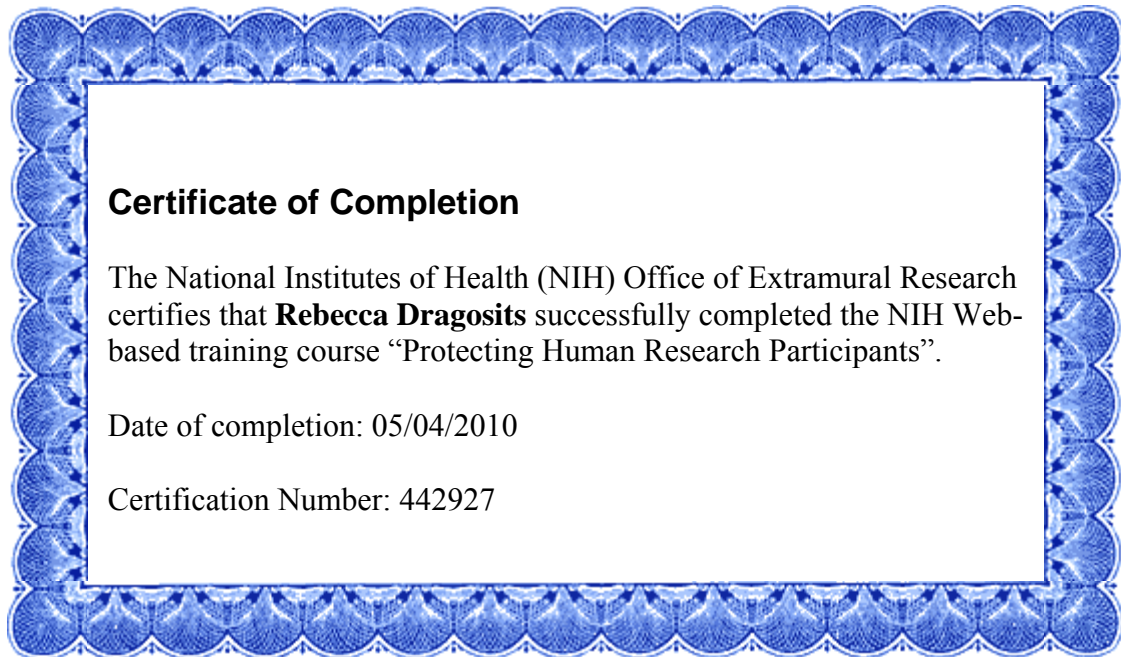 Certificate of Completion
The National Institutes of Health (NIH) Office of Extramural Research
certifies that Rebecca Dragosits successfully completed the NIH Web-
based training course “Protecting Human Research Participants”.
Date of completion: 05/04/2010
Certification Number: 442927